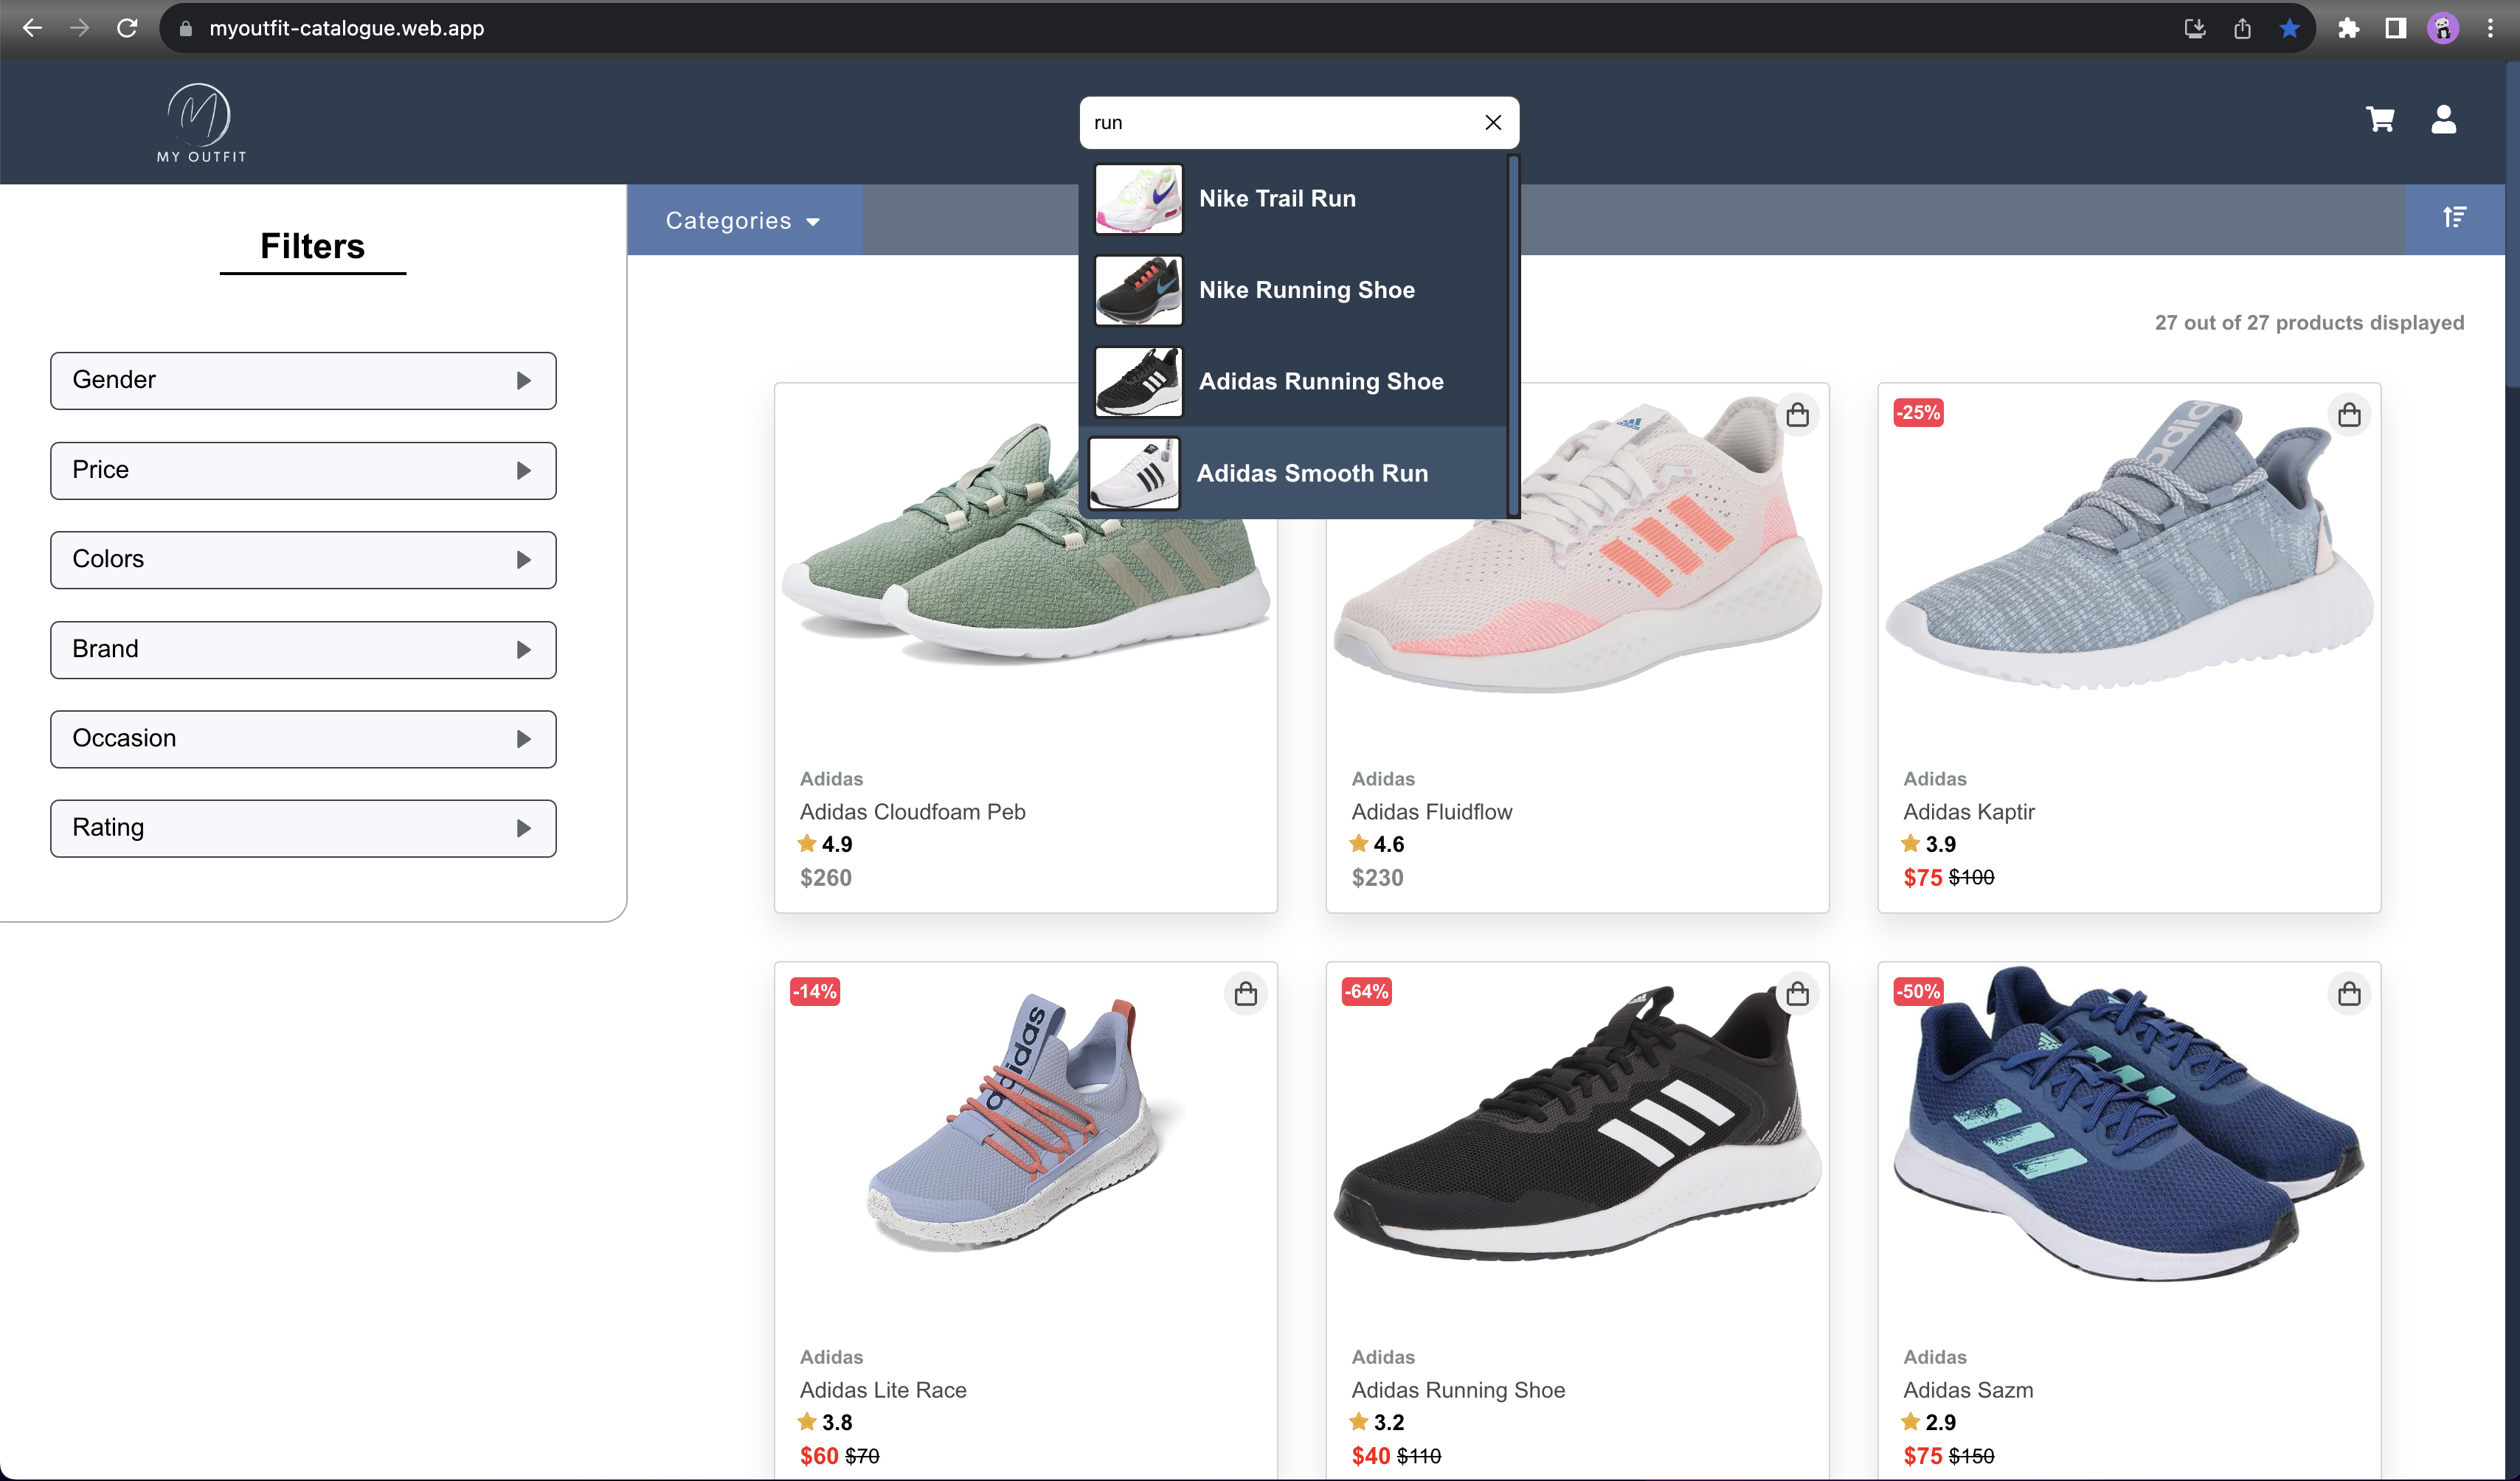 myoutfit-catalogue.web.app
M
MY OUTFIT
run
Nike Trail Run
Nike Running Shoe
Adidas Running Shoe
Adidas Smooth Run
Categories
Filters
Gender
Price
Colors
Brand
Occasion
Rating
27 out of 27 products displayed
Adidas
Adidas Cloudfoam Peb
4.9
$260
Adidas
Adidas Fluidflow
4.6
$230
-25%
adidas
Adidas
Adidas Kaptir
3.9
$75 $100
-14%
adidas
Adidas
Adidas Lite Race
3.8
$60 $70
-64%
Adidas
Adidas Running Shoe
3.2
$40 $110
-50%
Adidas
Adidas Sazm
2.9
$75 $150